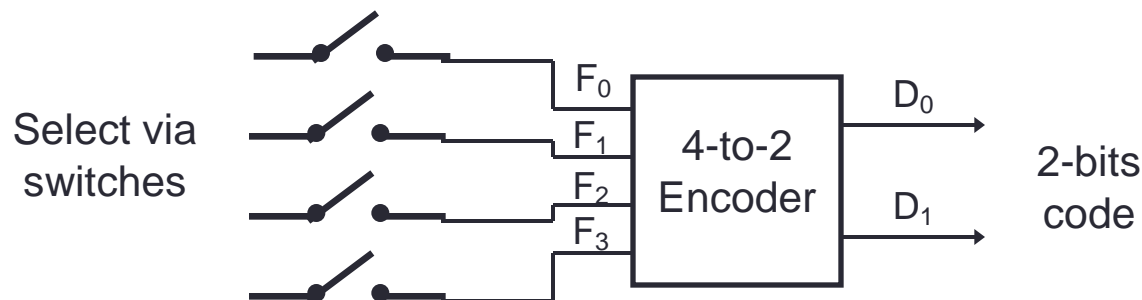 Select via
switches
F₀
F₁
F₂
F₃
4-to-2
Encoder
D₀
D₁
2-bits
code